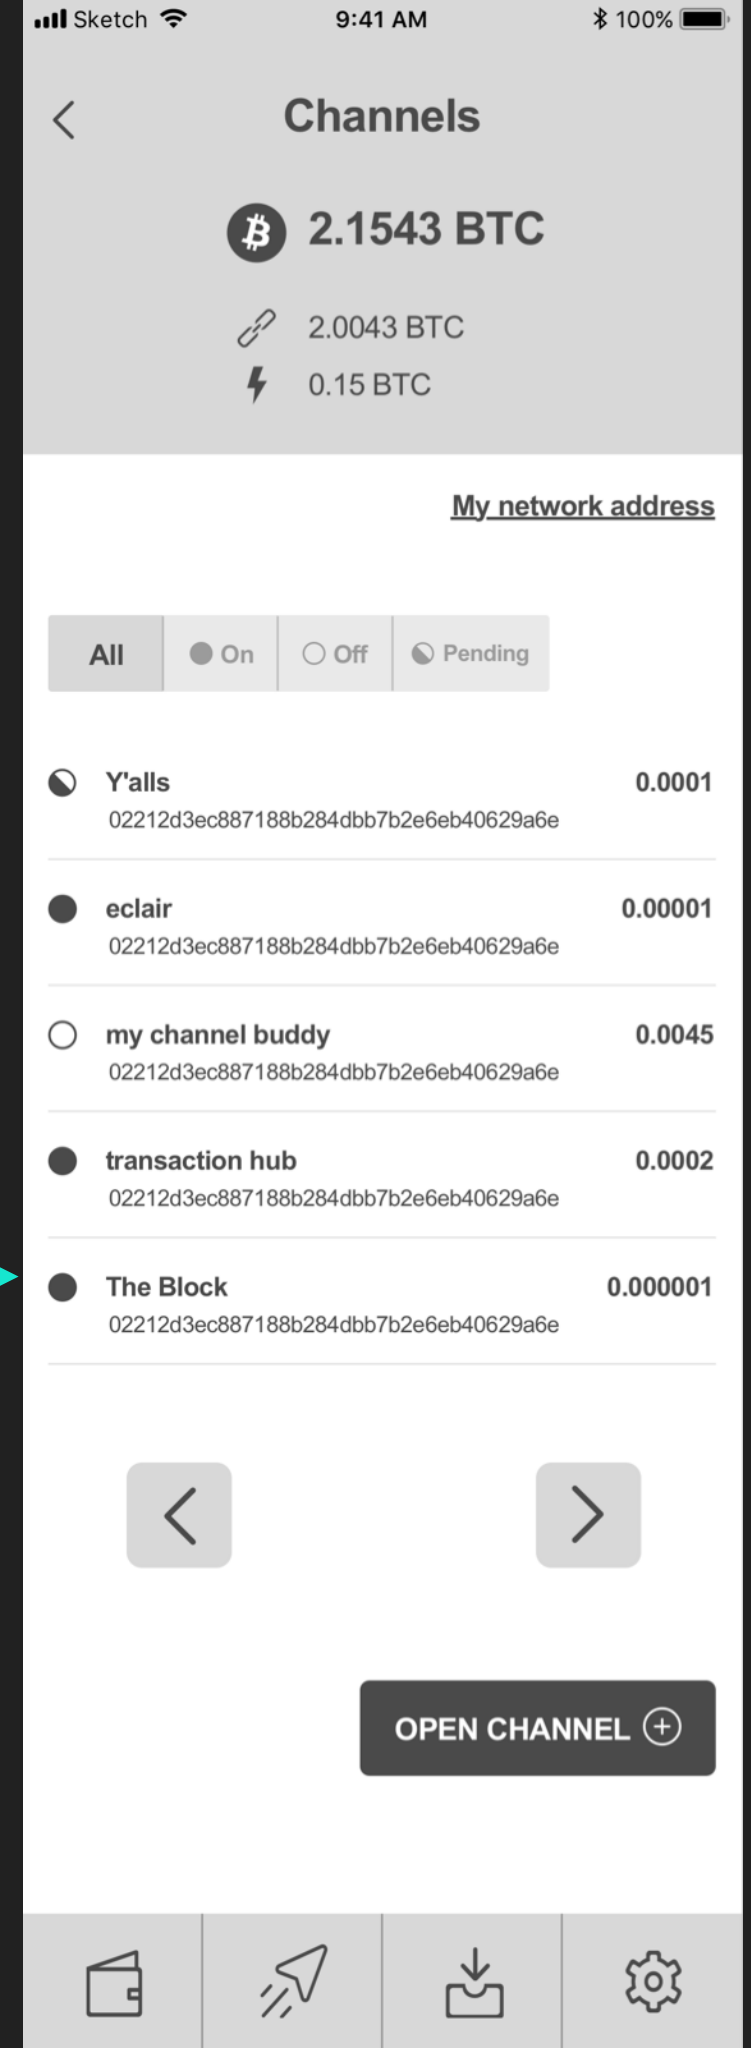 Sketch 9:41 AM 100%
Channels
2.1543 BTC
2.0043 BTC
0.15 BTC
My network address
All On Off Pending
Y'alls 0.0001
02212d3ec887188b284dbb7b2e6eb40629a6e
eclair 0.00001
02212d3ec887188b284dbb7b2e6eb40629a6e
my channel buddy 0.0045
02212d3ec887188b284dbb7b2e6eb40629a6e
transaction hub 0.0002
02212d3ec887188b284dbb7b2e6eb40629a6e
The Block 0.000001
02212d3ec887188b284dbb7b2e6eb40629a6e
OPEN CHANNEL